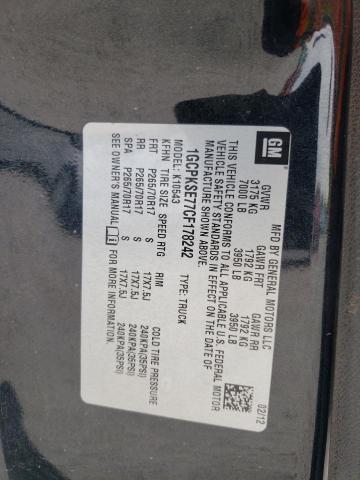 GM
MFD BY GENERAL MOTORS LLC
02/12
GVWR GAWR FRT GAWR RR
3175 KG 1792 KG 1792 KG
7000 LB 3950 LB 3950 LB
THIS VEHICLE CONFORMS TO ALL APPLICABLE U.S. FEDERAL MOTOR
VEHICLE SAFETY STANDARDS IN EFFECT ON THE DATE OF
MANUFACTURE SHOWN ABOVE.
1GCPKSE77CF178242 TYPE: TRUCK
MODEL: K10543
KFHN TIRE SIZE SPEED RTG RIM COLD TIRE PRESSURE
FRT P265/70R17 S 17X7.5J 240KPA(35PSI)
RR P265/70R17 S 17X7.5J 240KPA(35PSI)
SPA P265/70R17 S 17X7.5J 240KPA(35PSI)
SEE OWNER'S MANUAL FOR MORE INFORMATION.